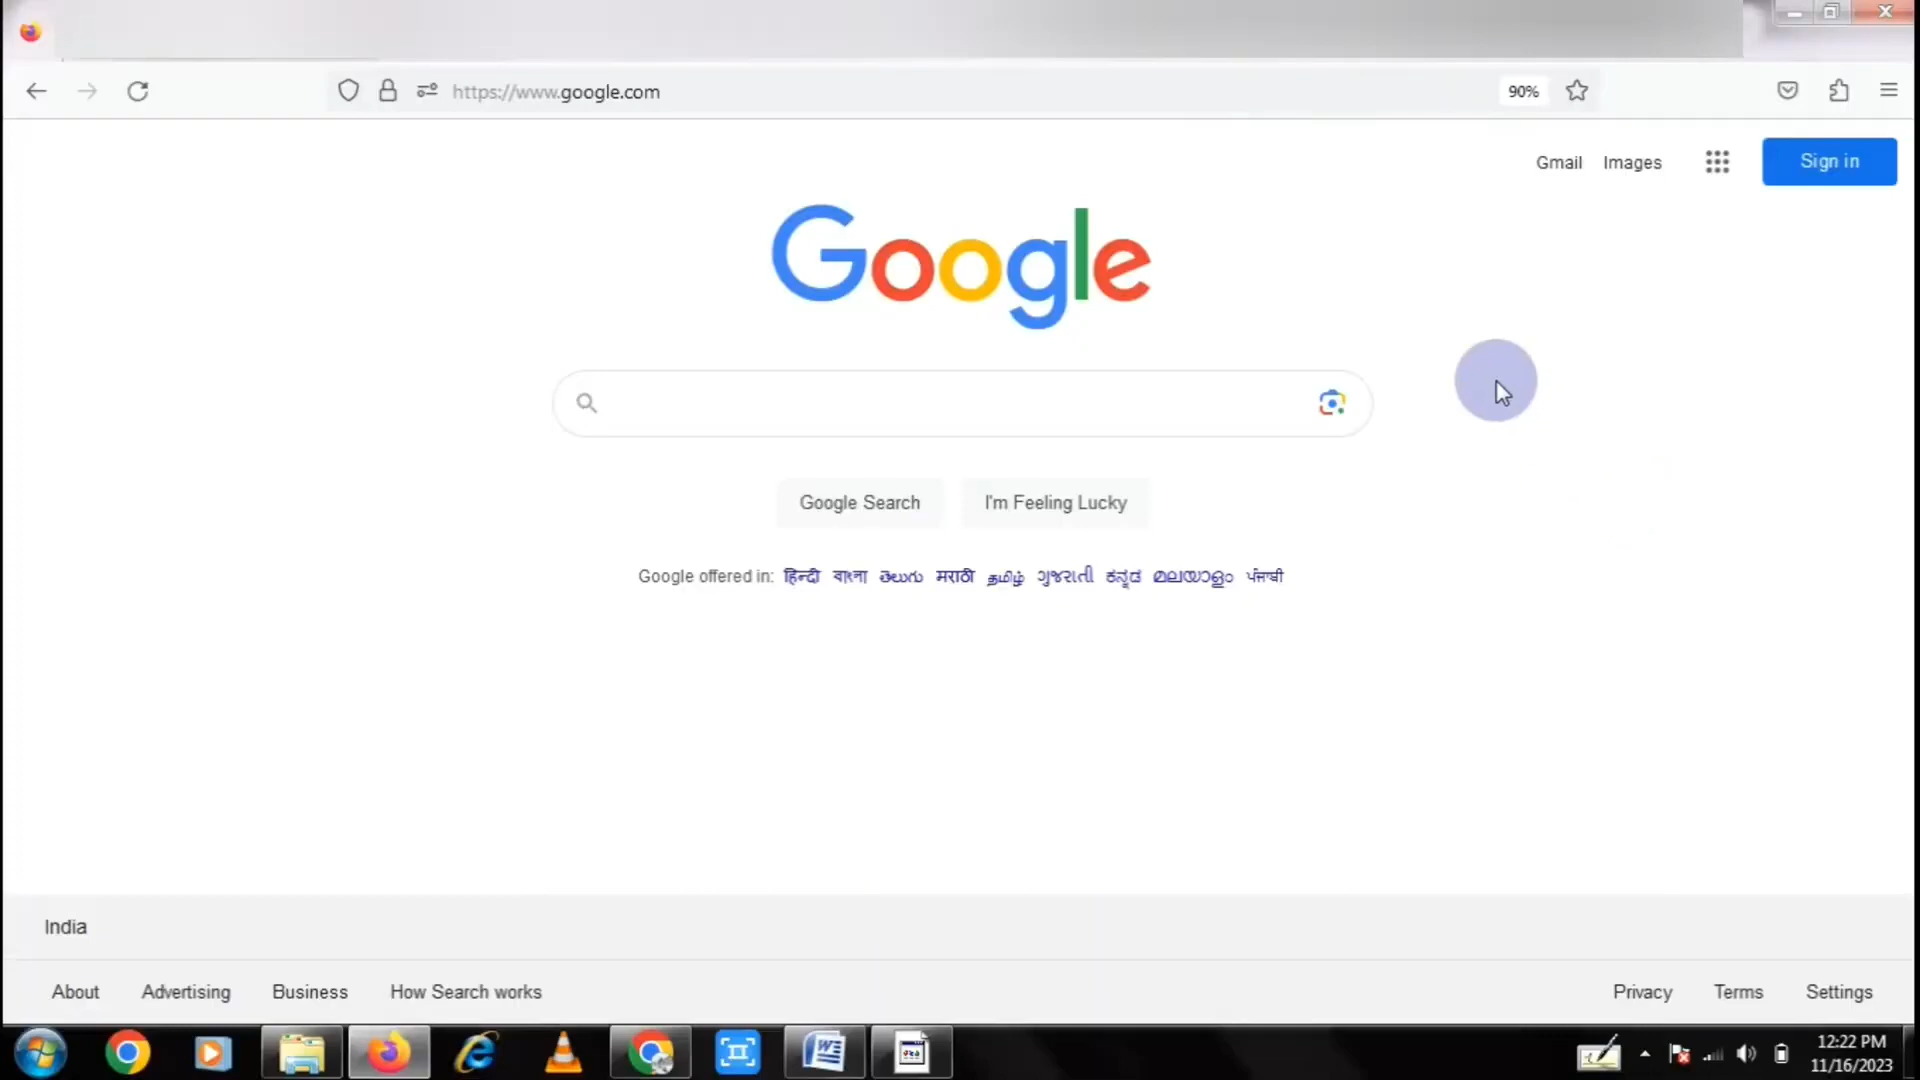 https://www.google.com
90%
Gmail Images
Sign in
Google
Google Search I'm Feeling Lucky
Google offered in: हिन्दी বাংলা తెలుగు मराठी தமிழ் ગુજરાતી ಕನ್ನಡ മലയാളം ਪੰਜਾਬੀ
India
About Advertising Business How Search works
Privacy Terms Settings
12:22 PM
11/16/2023